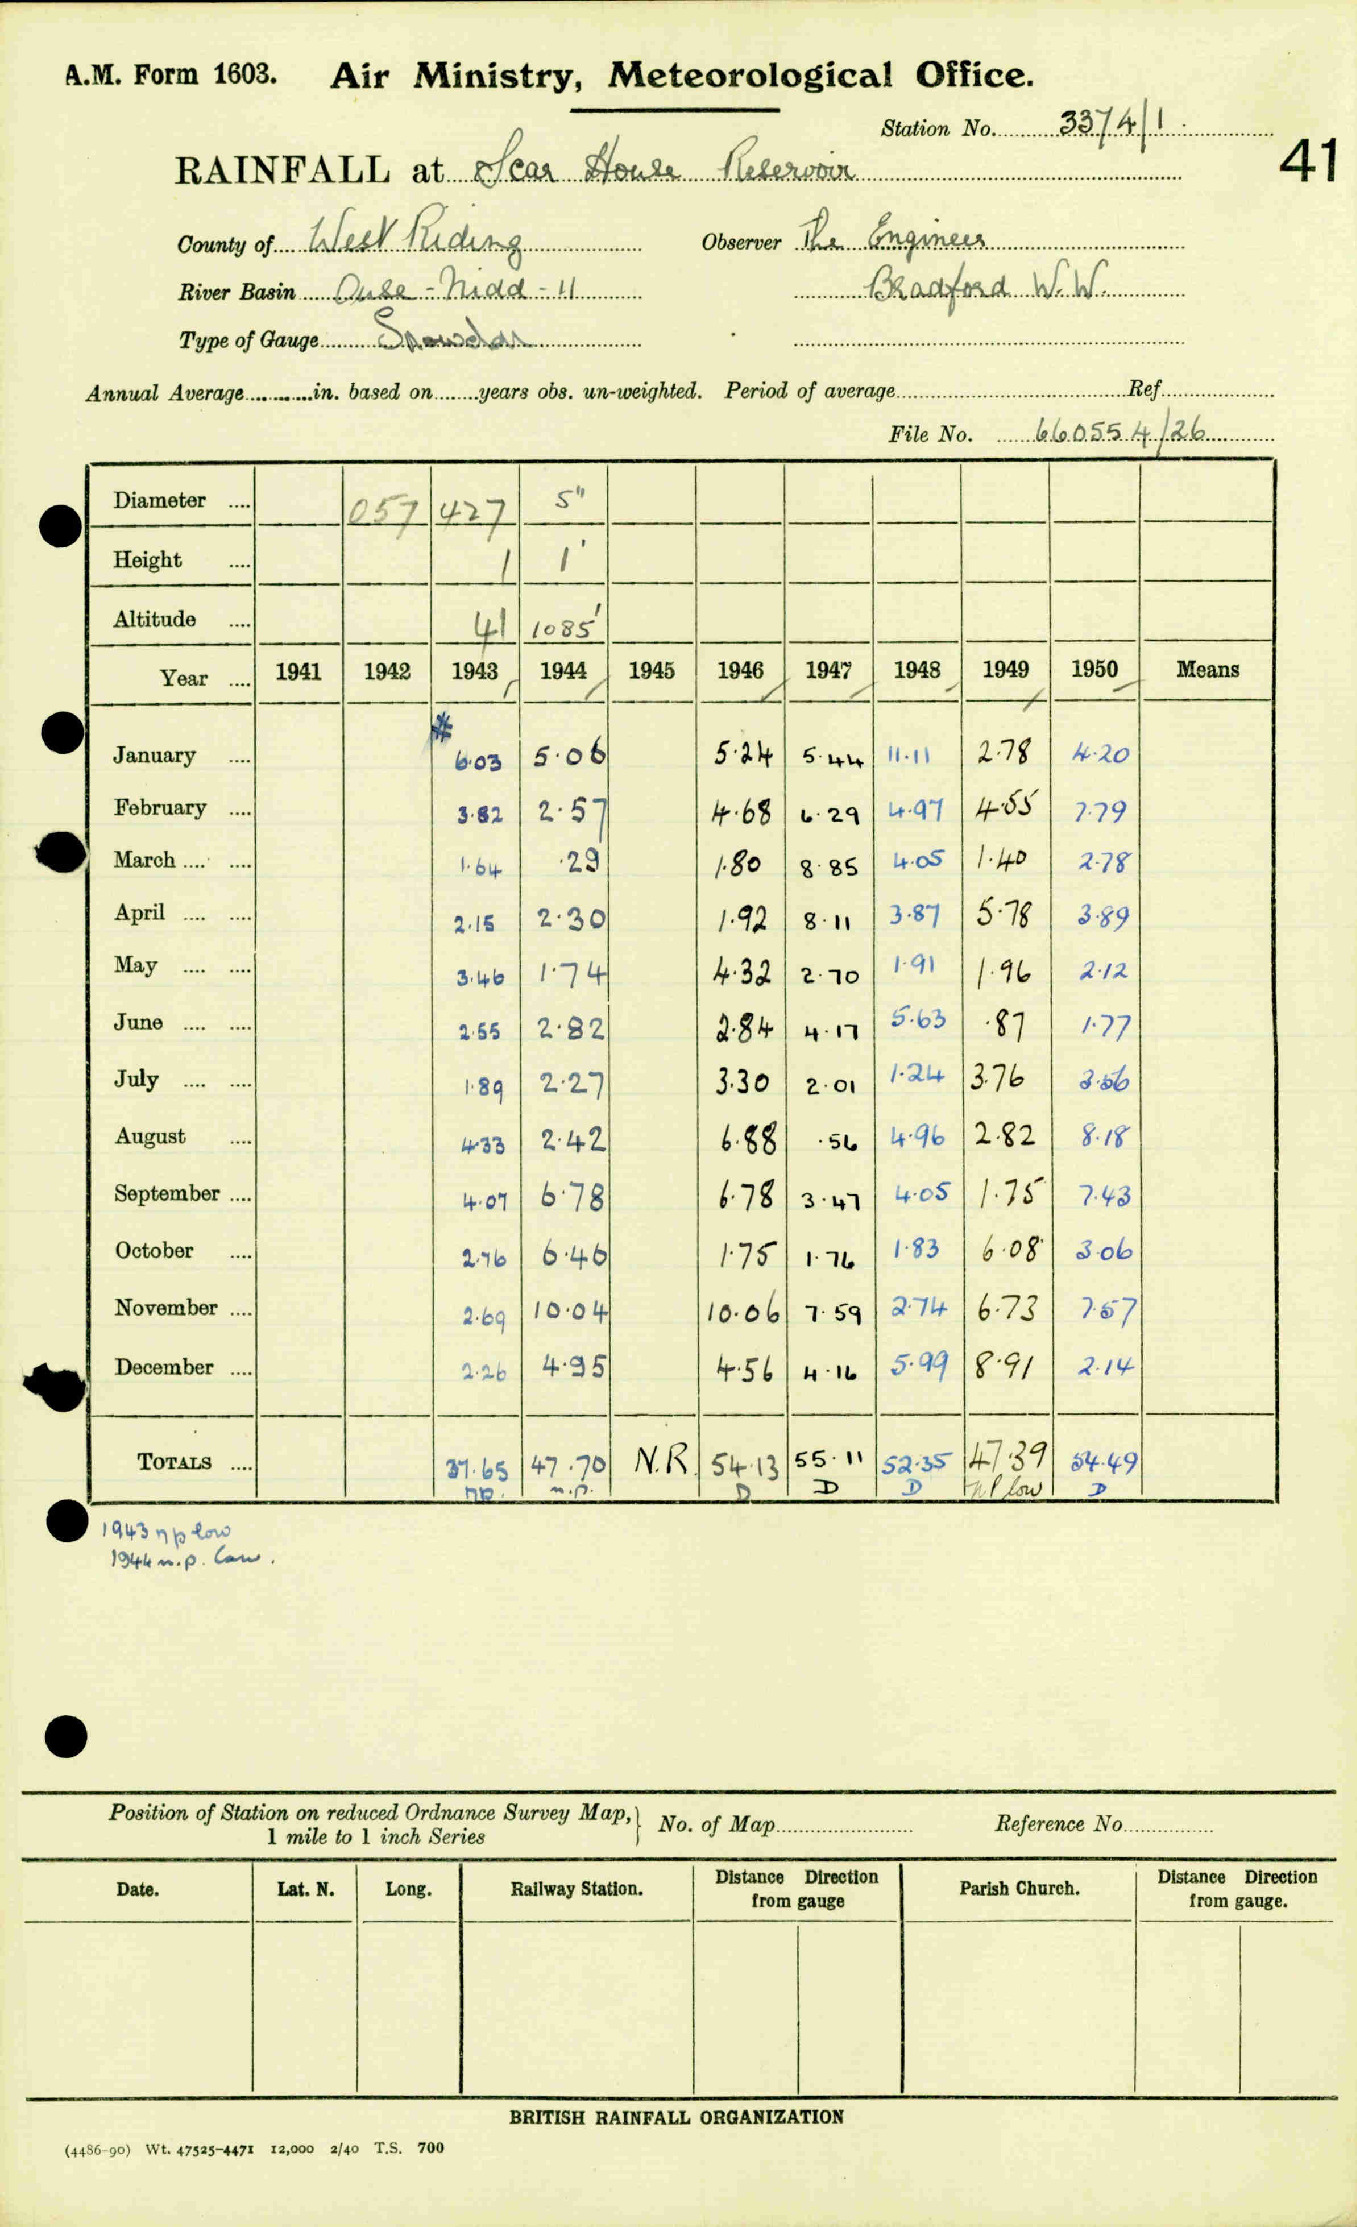 A.M. Form 1603. Air Ministry, Meteorological Office.
Station No. 3374/1
41
RAINFALL at Scar House Reservoir
County of West Riding Observer The Engineer
River Basin Ouse - Nidd - 11 Bradford W.W.
Type of Gauge Snowdon
Annual Average in. based on years obs. un-weighted. Period of average Ref.
File No. 660554/26
Diameter 057 427 5"
Height 1 1'
Altitude 41 1085'
Year 1941 1942 1943 1944 1945 1946 1947 1948 1949 1950 Means
#
January 6.03 5.06 5.24 5.44 11.11 2.78 4.20
February 3.82 2.57 4.68 6.29 4.97 4.55 7.79
March 1.64 .29 1.80 8.85 4.05 1.40 2.78
April 2.15 2.30 1.92 8.11 3.87 5.78 3.89
May 3.46 1.74 4.32 2.70 1.91 1.96 2.12
June 2.55 2.82 2.84 4.17 5.63 .87 1.77
July 1.89 2.27 3.30 2.01 1.24 3.76 3.56
August 4.33 2.42 6.88 .56 4.96 2.82 8.18
September 4.07 6.78 6.78 3.47 4.05 1.75 7.43
October 2.76 6.46 1.75 1.76 1.83 6.08 3.06
November 2.69 10.04 10.06 7.59 2.74 6.73 7.57
December 2.26 4.95 4.56 4.16 5.99 8.91 2.14
TOTALS 37.65 47.70 N.R. 54.13 55.11 52.35 47.39 54.49
n.p. n.p. D D D n P low D
1943 n p low
1944 n.p. low.
Position of Station on reduced Ordnance Survey Map, 1 mile to 1 inch Series No. of Map Reference No.
Date. Lat. N. Long. Railway Station. Distance Direction from gauge Parish Church. Distance Direction from gauge.
BRITISH RAINFALL ORGANIZATION
(4486-90) Wt. 47525-4471 12,000 2/40 T.S. 700